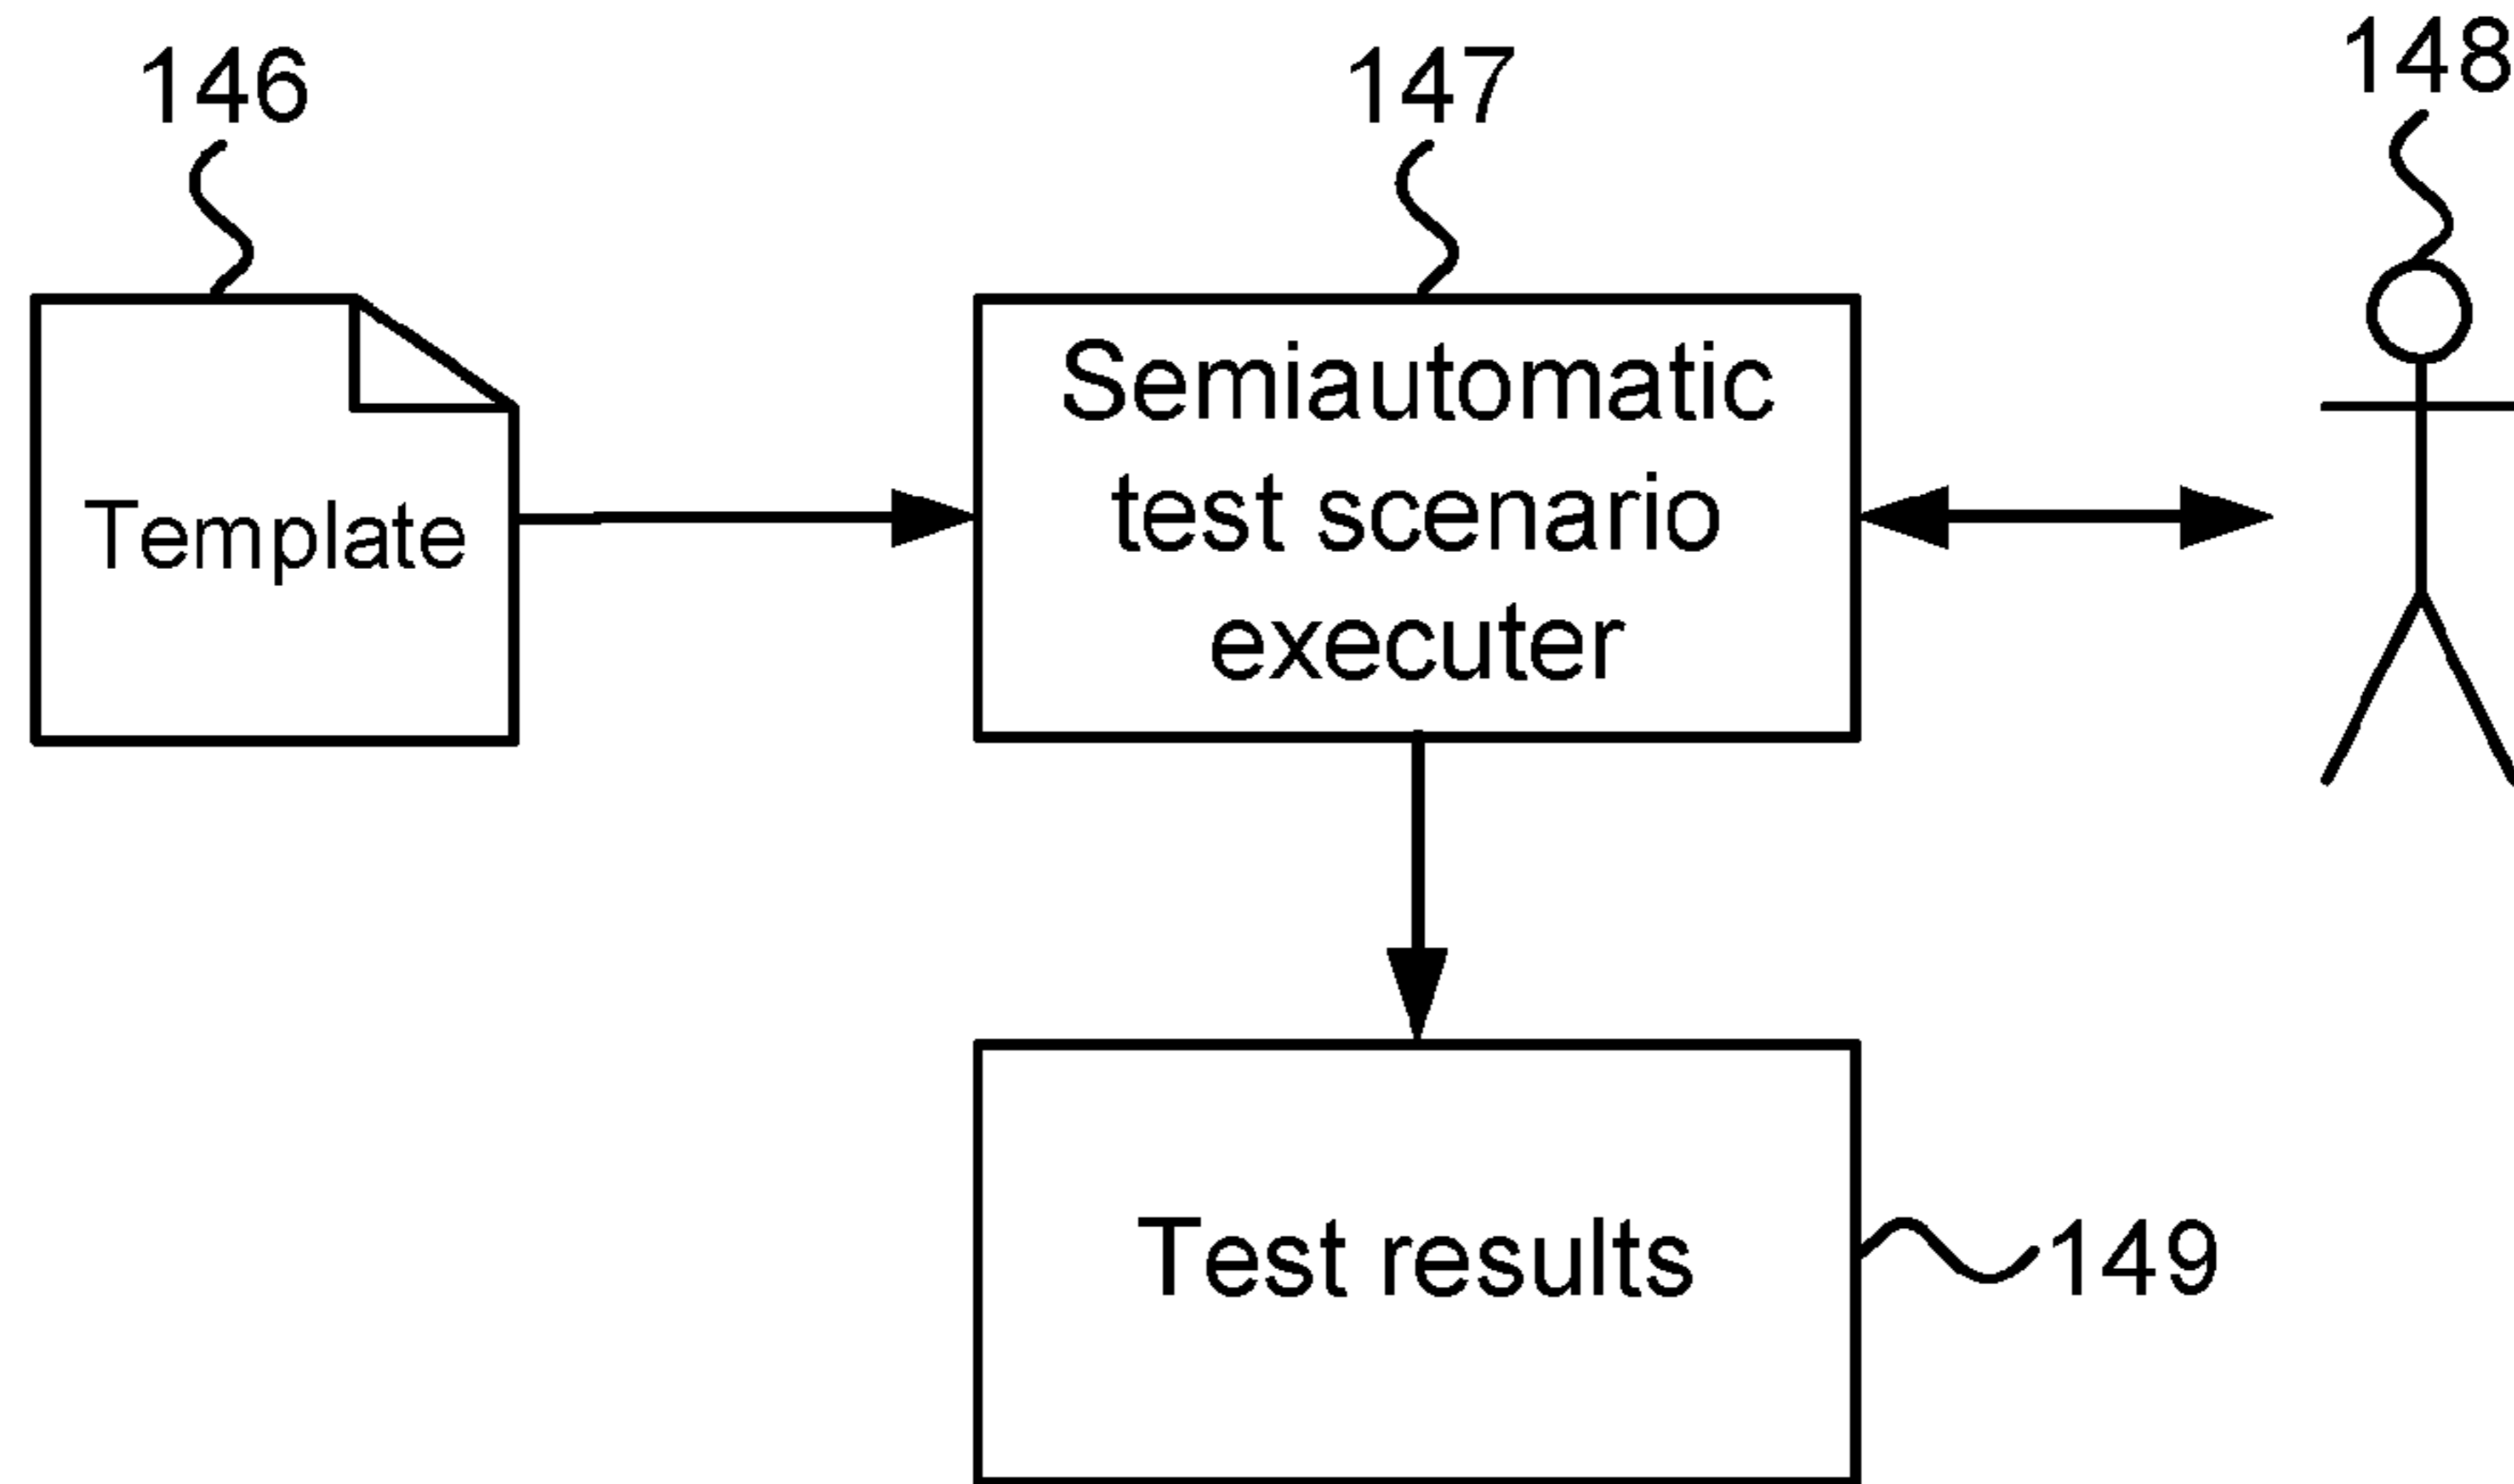 146
147
148
Template
Semiautomatic
test scenario
executer
Test results
149